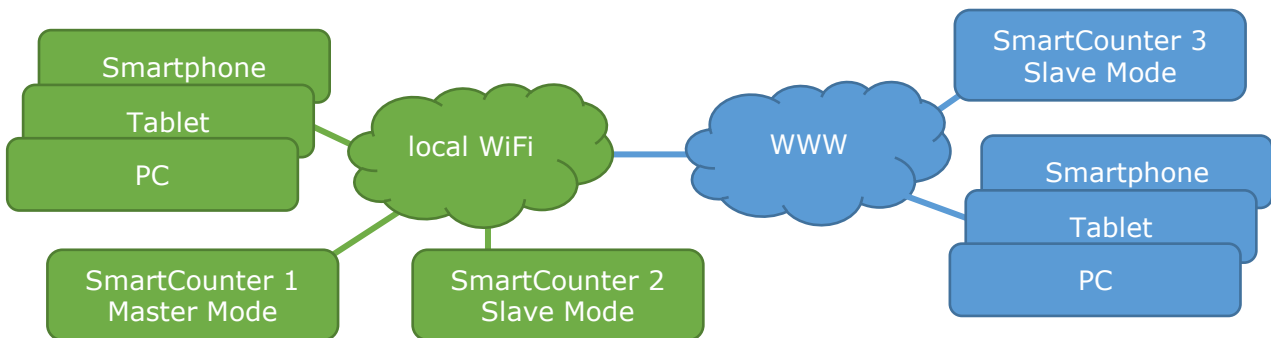 Smartphone
Tablet
PC
local WiFi
SmartCounter 1
Master Mode
SmartCounter 2
Slave Mode
WWW
SmartCounter 3
Slave Mode
Smartphone
Tablet
PC